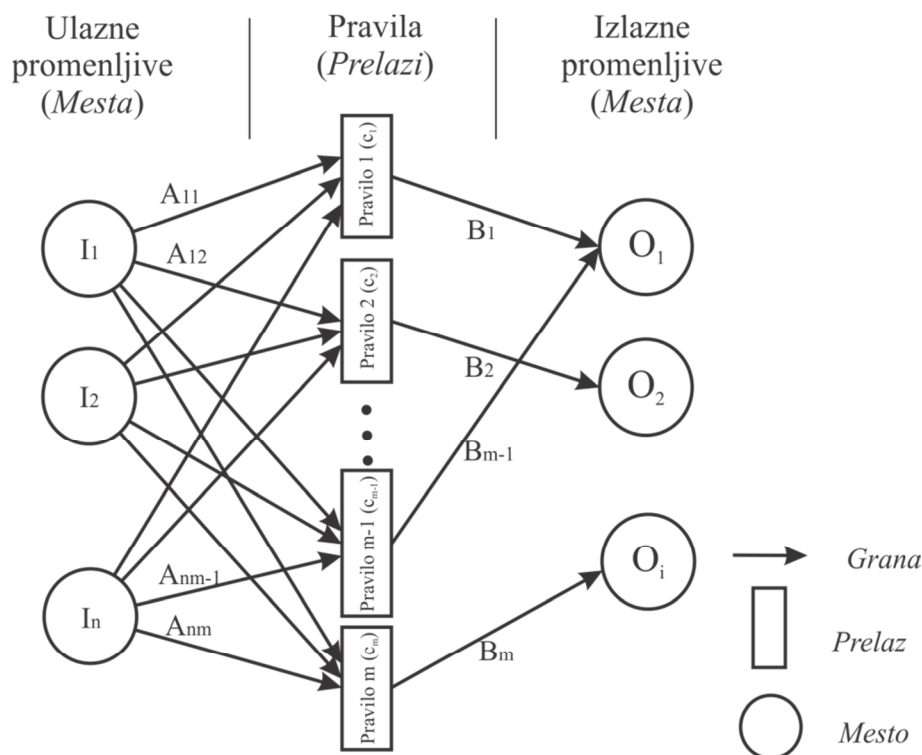 Ulazne
promenljive
(Mesta)
Pravila
(Prelazi)
Izlazne
promenljive
(Mesta)
I1
I2
In
A11
A12
Anm-1
Anm
Pravilo 1 (c1)
Pravilo 2 (c2)
Pravilo m-1 (cm-1)
Pravilo m (cm)
B1
B2
Bm-1
Bm
O1
O2
Oi
Grana
Prelaz
Mesto